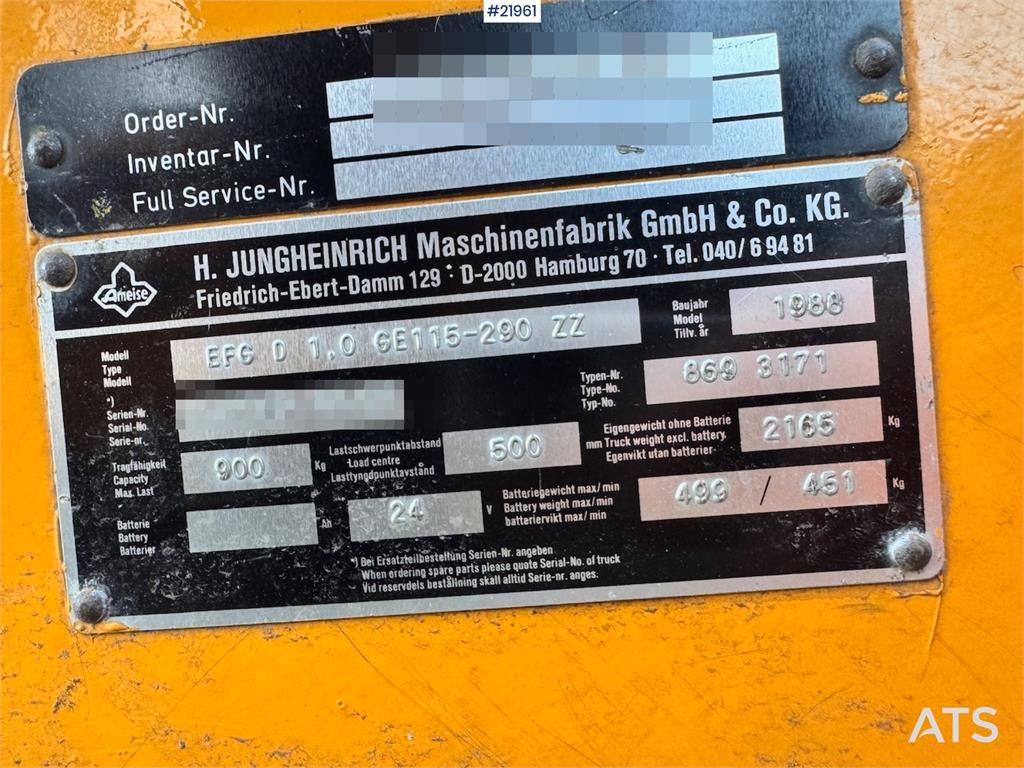 #21961
Order-Nr.
Inventar-Nr.
Full Service-Nr.
Ameise
H. JUNGHEINRICH Maschinenfabrik GmbH & Co. KG.
Friedrich-Ebert-Damm 129 · D-2000 Hamburg 70 · Tel. 040/6 94 81
Modell
Type
Modell
EFG D 1,0 GE115-290 ZZ
Baujahr
Model
Tillv. år
1988
*)
Serien-Nr.
Serial-No.
Serie-nr.
Typen-Nr.
Type-No.
Typ-No.
869 3171
Tragfähigkeit
Capacity
Max. Last
900 Kg
Lastschwerpunktabstand
Load centre
Lasttyngdpunktavstånd
500 mm
Eigengewicht ohne Batterie
Truck weight excl. battery
Egenvikt utan batterier
2165 Kg
Batterie
Battery
Batterier
Ah
24 V
Batteriegewicht max/min
Battery weight max/min
batteriervikt max/min
499 / 451 Kg
*) Bei Ersatzteilbestellung Serien-Nr. angeben
When ordering spare parts please quote Serial-No. of truck
Vid reservdels beställning skall alltid Serie-nr. anges.
ATS